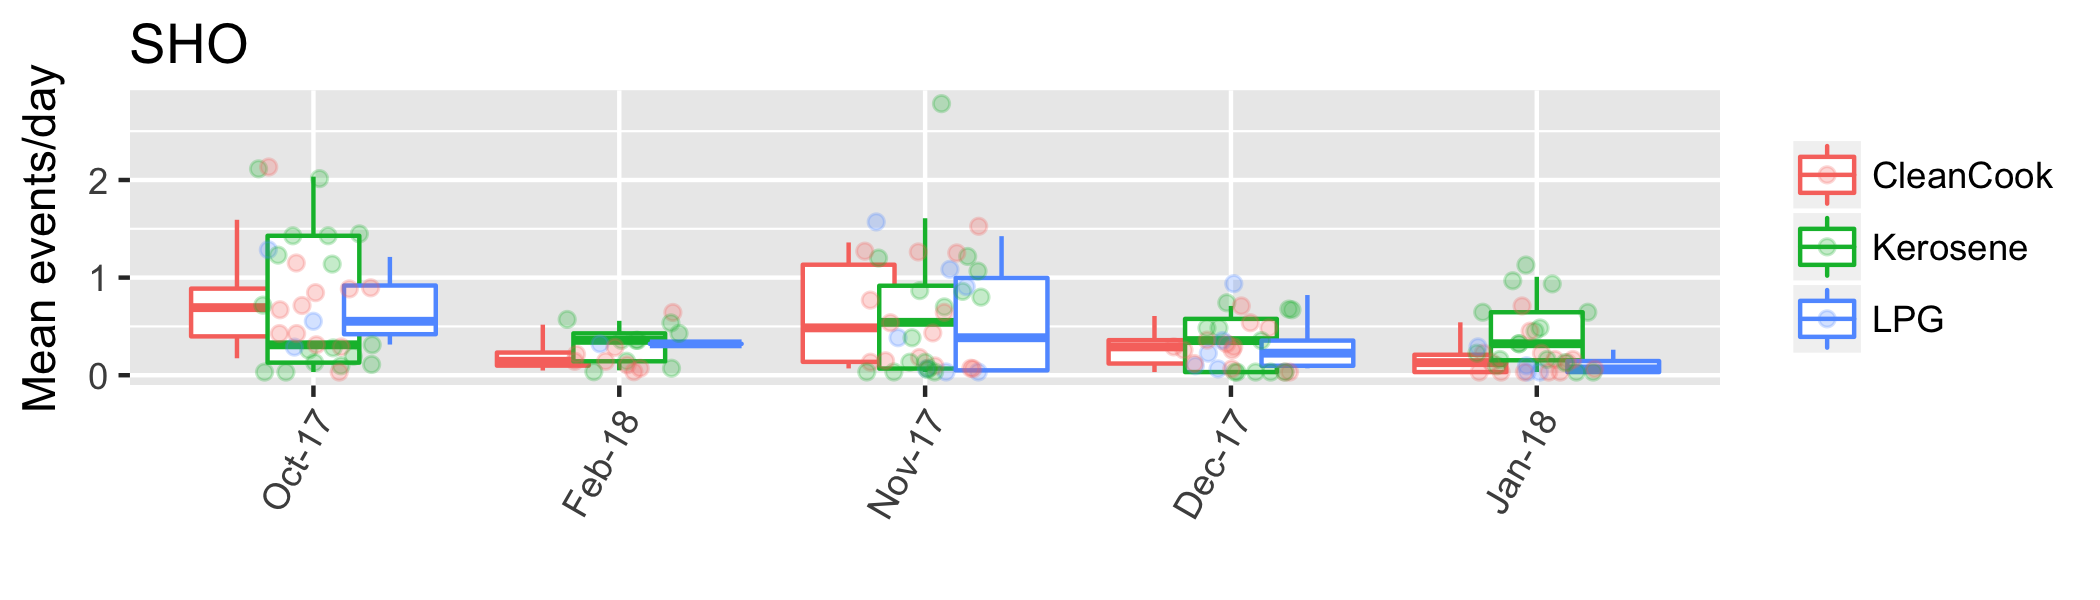 SHO
Mean events/day
2
1
0
Oct-17
Feb-18
Nov-17
Dec-17
Jan-18
CleanCook
Kerosene
LPG